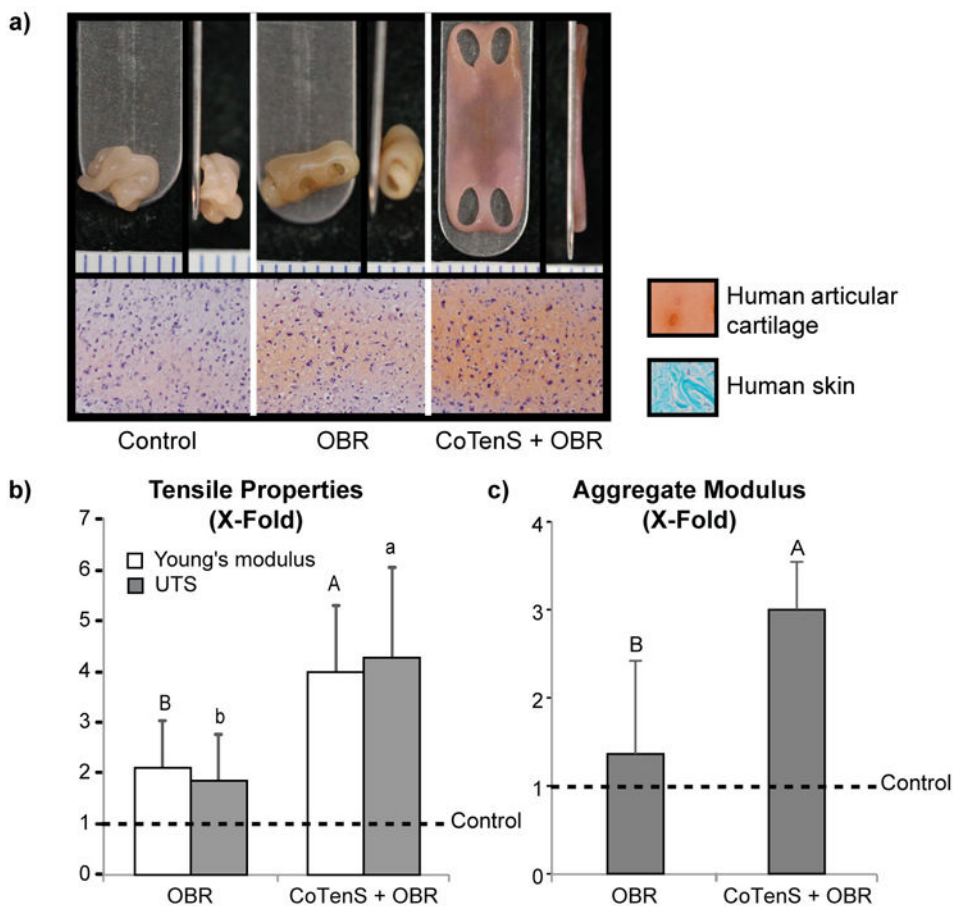 a)
Human articular
cartilage
Human skin
Control OBR CoTenS + OBR
b) Tensile Properties
(X-Fold)
7
Young's modulus
UTS
6
5
4
3
2
1
0
B
b
A
a
Control
OBR CoTenS + OBR
c) Aggregate Modulus
(X-Fold)
4
3
2
1
0
B
A
Control
OBR CoTenS + OBR